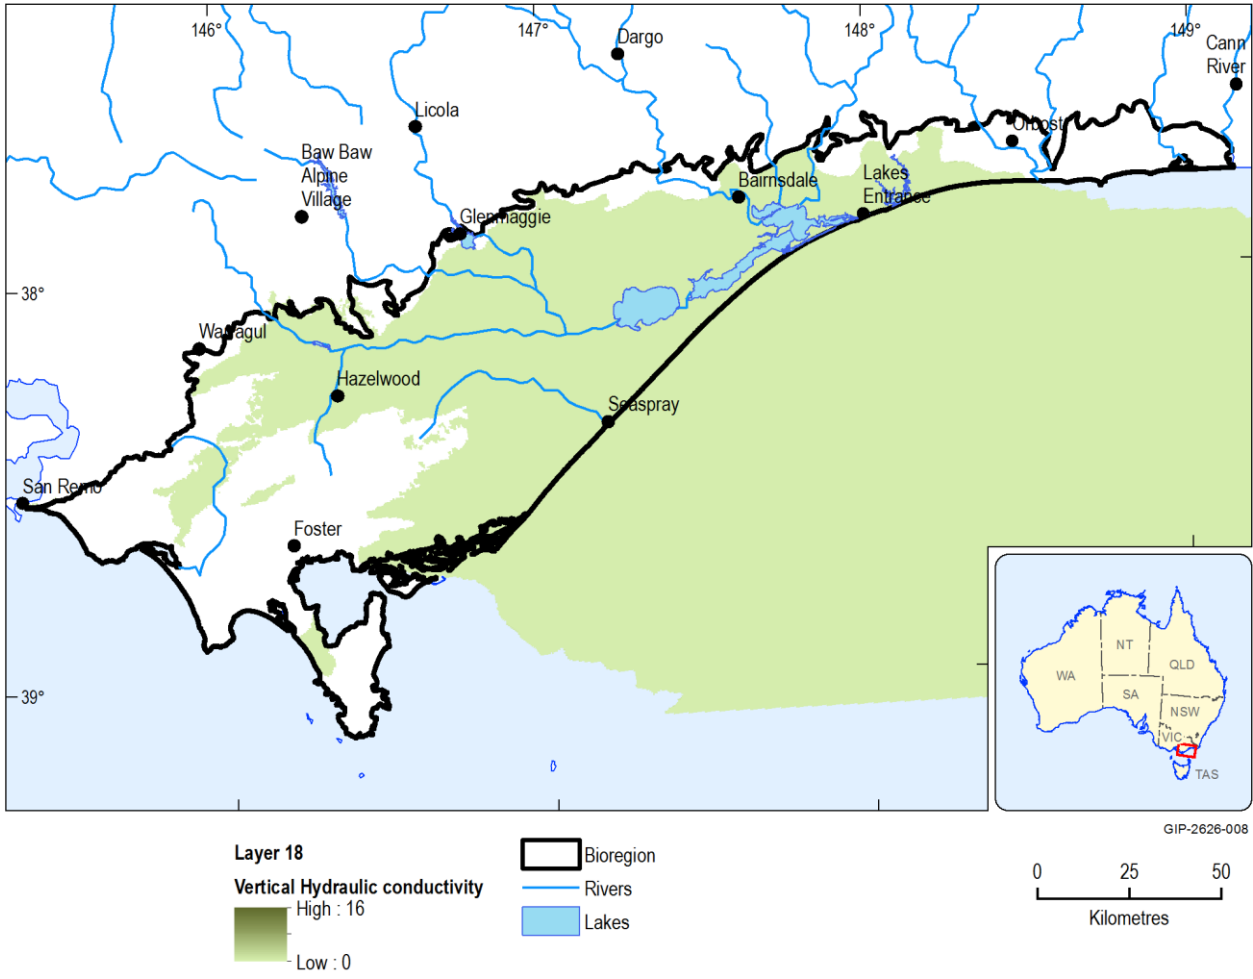 146°
147°
148°
149°
Dargo
Cann
River
Licola
Orbost
Baw Baw
Alpine
Village
Bairnsdale
Lakes
Entrance
Glenmaggie
38°
Warragul
Hazelwood
Seaspray
San Remo
Foster
39°
NT
WA
QLD
SA
NSW
VIC
TAS
GIP-2626-008
Layer 18
Vertical Hydraulic conductivity
High : 16
Low : 0
Bioregion
Rivers
Lakes
0 25 50
Kilometres